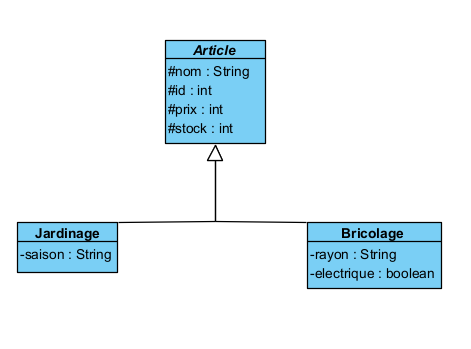 Article
#nom : String
#id : int
#prix : int
#stock : int
Jardinage
-saison : String
Bricolage
-rayon : String
-electrique : boolean